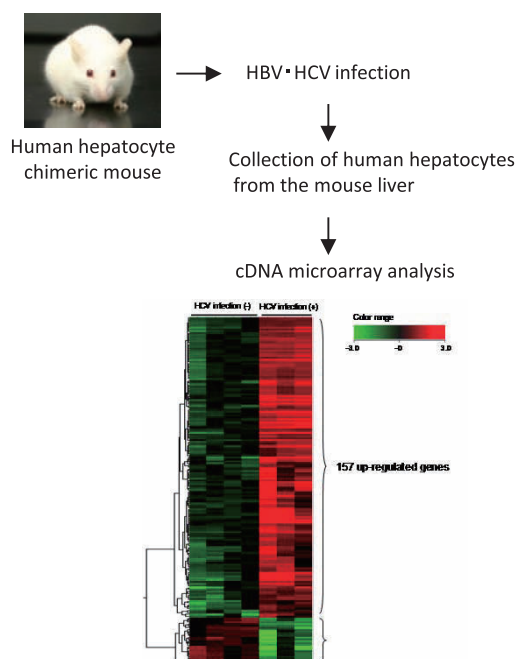 HBV・HCV infection
Human hepatocyte
chimeric mouse
Collection of human hepatocytes
from the mouse liver
cDNA microarray analysis
HCV infection (-) HCV infection (+)
Color range
-3.0 -0 3.0
157 up-regulated genes